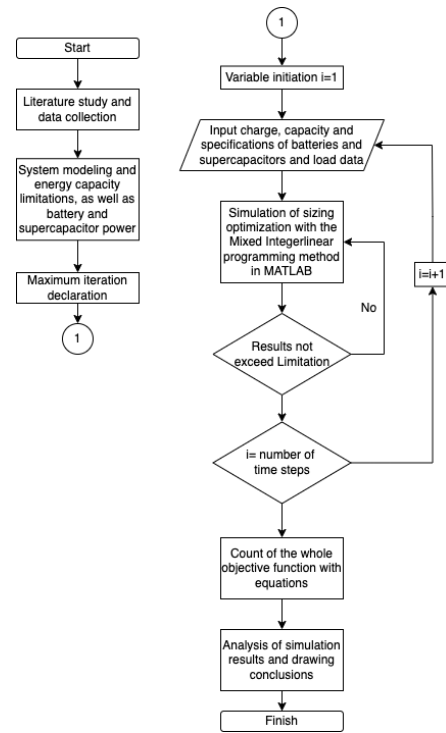 Start
Literature study and
data collection
System modeling and
energy capacity
limitations, as well as
battery and
supercapacitor power
Maximum iteration
declaration
1
1
Variable initiation i=1
Input charge, capacity and
specifications of batteries and
supercapacitors and load data
Simulation of sizing
optimization with the
Mixed Integerlinear
programming method
in MATLAB
i=i+1
No
Results not
exceed Limitation
i= number of
time steps
Count of the whole
objective function with
equations
Analysis of simulation
results and drawing
conclusions
Finish